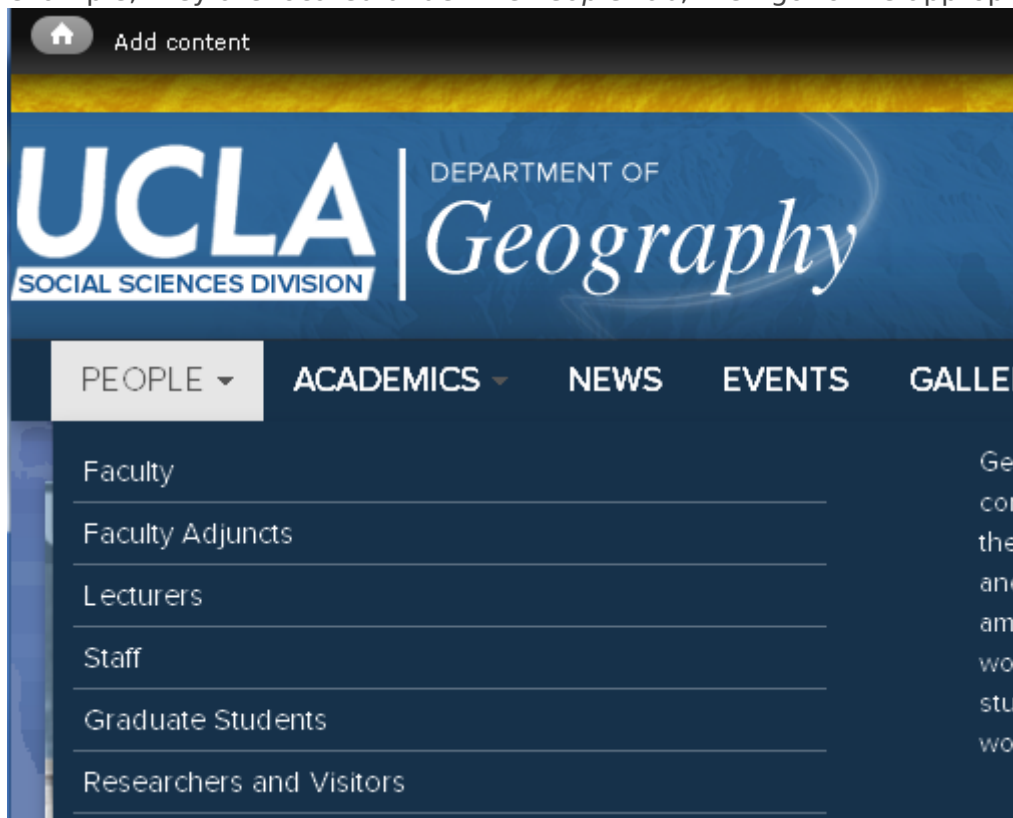 Add content
UCLA
SOCIAL SCIENCES DIVISION
DEPARTMENT OF
Geography
PEOPLE ACADEMICS NEWS EVENTS
Faculty
Faculty Adjuncts
Lecturers
Staff
Graduate Students
Researchers and Visitors